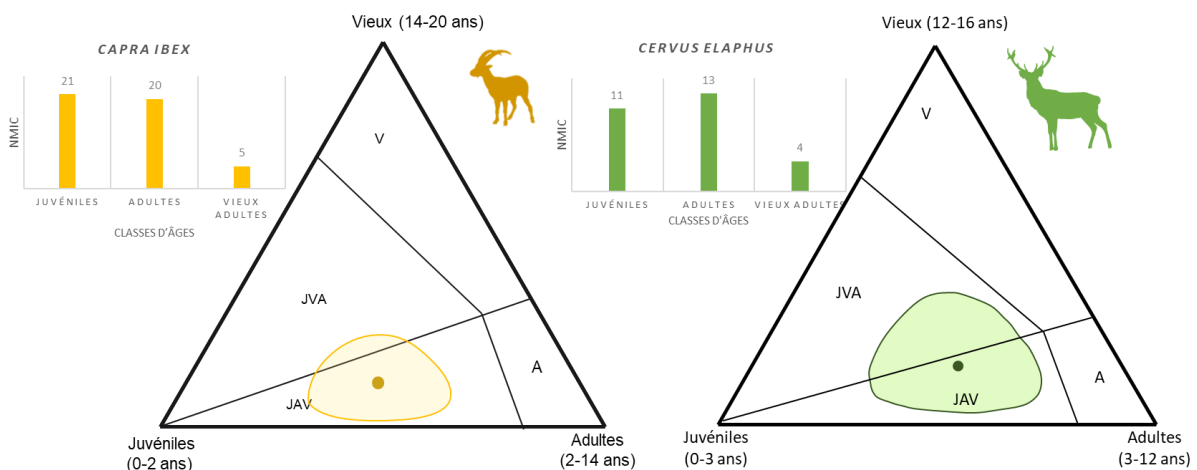 Vieux (14-20 ans)
CAPRA IBEX
21
20
5
NMIC
JUVÉNILES
ADULTES
VIEUX
ADULTES
CLASSES D'ÂGES
V
JVA
A
JAV
Juvéniles
(0-2 ans)
Adultes
(2-14 ans)
Vieux (12-16 ans)
CERVUS ELAPHUS
11
13
4
NMIC
JUVÉNILES
ADULTES
VIEUX ADULTES
CLASSES D'ÂGES
V
JVA
A
JAV
Juvéniles
(0-3 ans)
Adultes
(3-12 ans)